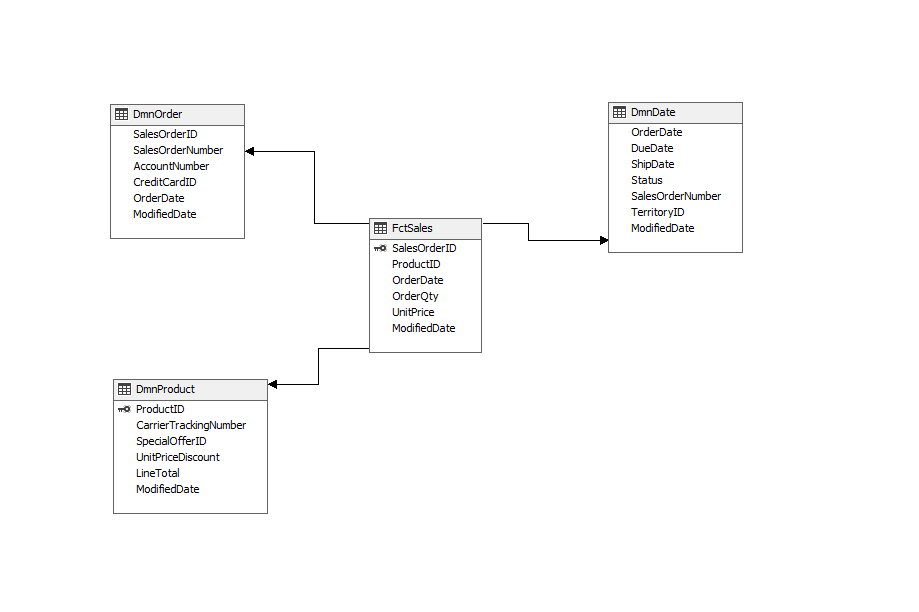 DmnOrder
SalesOrderID
SalesOrderNumber
AccountNumber
CreditCardID
OrderDate
ModifiedDate
DmnDate
OrderDate
DueDate
ShipDate
Status
SalesOrderNumber
TerritoryID
ModifiedDate
FctSales
SalesOrderID
ProductID
OrderDate
OrderQty
UnitPrice
ModifiedDate
DmnProduct
ProductID
CarrierTrackingNumber
SpecialOfferID
UnitPriceDiscount
LineTotal
ModifiedDate